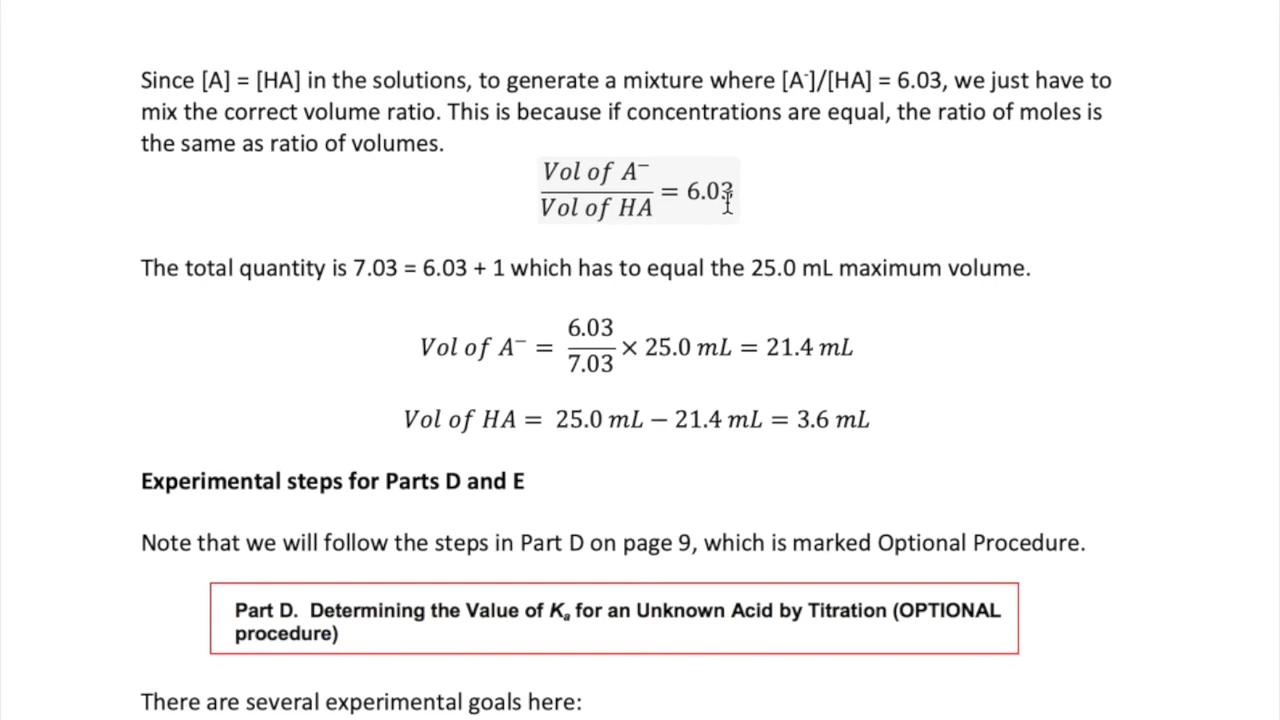 Since [A] = [HA] in the solutions, to generate a mixture where [A⁻]/[HA] = 6.03, we just have to
mix the correct volume ratio. This is because if concentrations are equal, the ratio of moles is
the same as ratio of volumes.
Vol of A⁻ / Vol of HA = 6.03
The total quantity is 7.03 = 6.03 + 1 which has to equal the 25.0 mL maximum volume.
Vol of A⁻ = 6.03 / 7.03 × 25.0 mL = 21.4 mL
Vol of HA = 25.0 mL − 21.4 mL = 3.6 mL
Experimental steps for Parts D and E
Note that we will follow the steps in Part D on page 9, which is marked Optional Procedure.
Part D. Determining the Value of Kₐ for an Unknown Acid by Titration (OPTIONAL
procedure)
There are several experimental goals here: